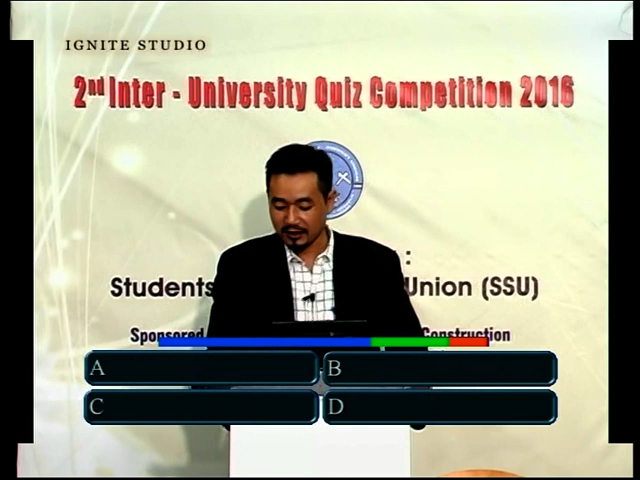 IGNITE STUDIO
2nd Inter - University Quiz Competition 2016
:
Students Union (SSU)
Sponsored Construction
A B
C D